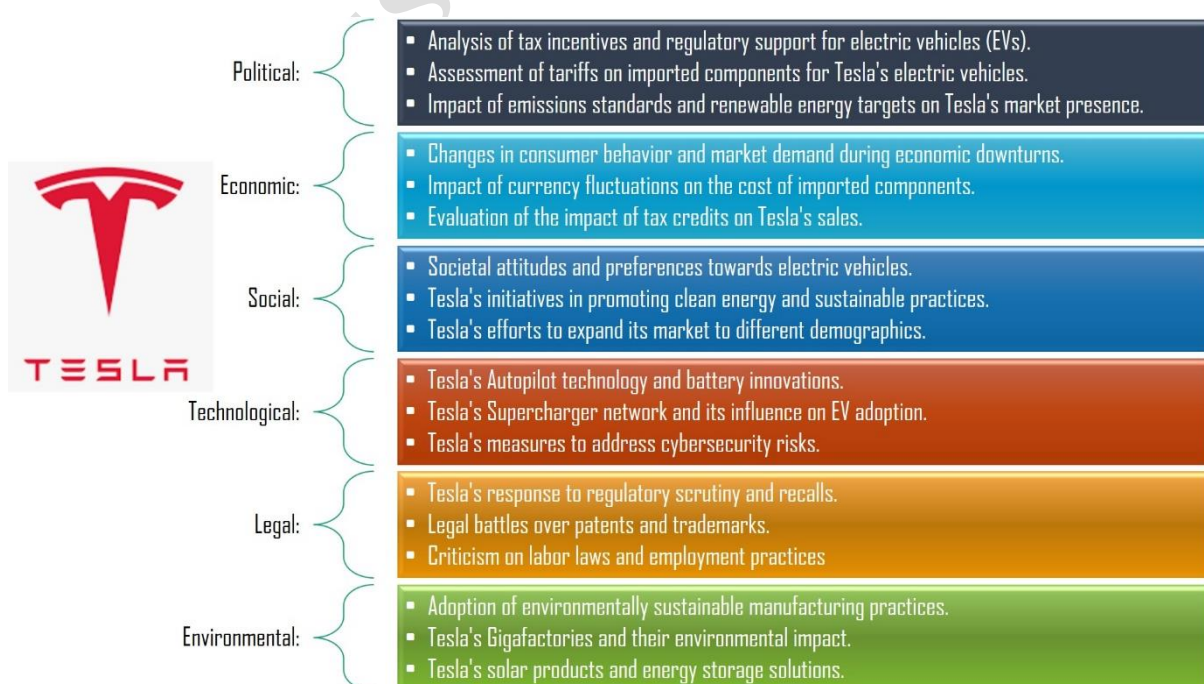 Political:
Analysis of tax incentives and regulatory support for electric vehicles (EVs).
Assessment of tariffs on imported components for Tesla's electric vehicles.
Impact of emissions standards and renewable energy targets on Tesla's market presence.
Economic:
Changes in consumer behavior and market demand during economic downturns.
Impact of currency fluctuations on the cost of imported components.
Evaluation of the impact of tax credits on Tesla's sales.
TESLA
Social:
Societal attitudes and preferences towards electric vehicles.
Tesla's initiatives in promoting clean energy and sustainable practices.
Tesla's efforts to expand its market to different demographics.
Technological:
Tesla's Autopilot technology and battery innovations.
Tesla's Supercharger network and its influence on EV adoption.
Tesla's measures to address cybersecurity risks.
Legal:
Tesla's response to regulatory scrutiny and recalls.
Legal battles over patents and trademarks.
Criticism on labor laws and employment practices
Environmental:
Adoption of environmentally sustainable manufacturing practices.
Tesla's Gigafactories and their environmental impact.
Tesla's solar products and energy storage solutions.